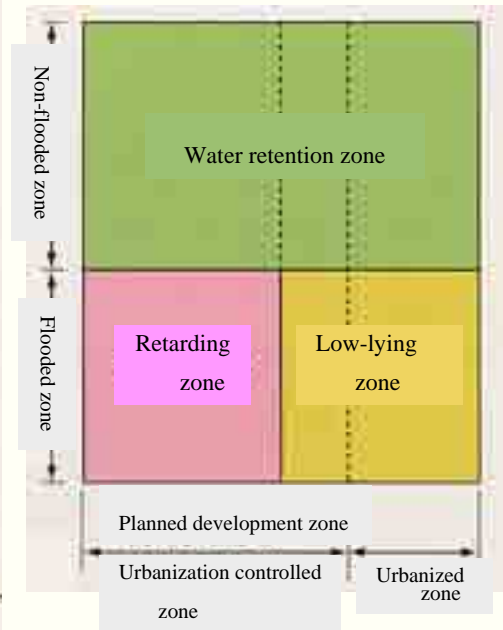 Non-flooded zone
Water retention zone
Flooded zone
Retarding
zone
Low-lying
zone
Planned development zone
Urbanization controlled
zone
Urbanized
zone